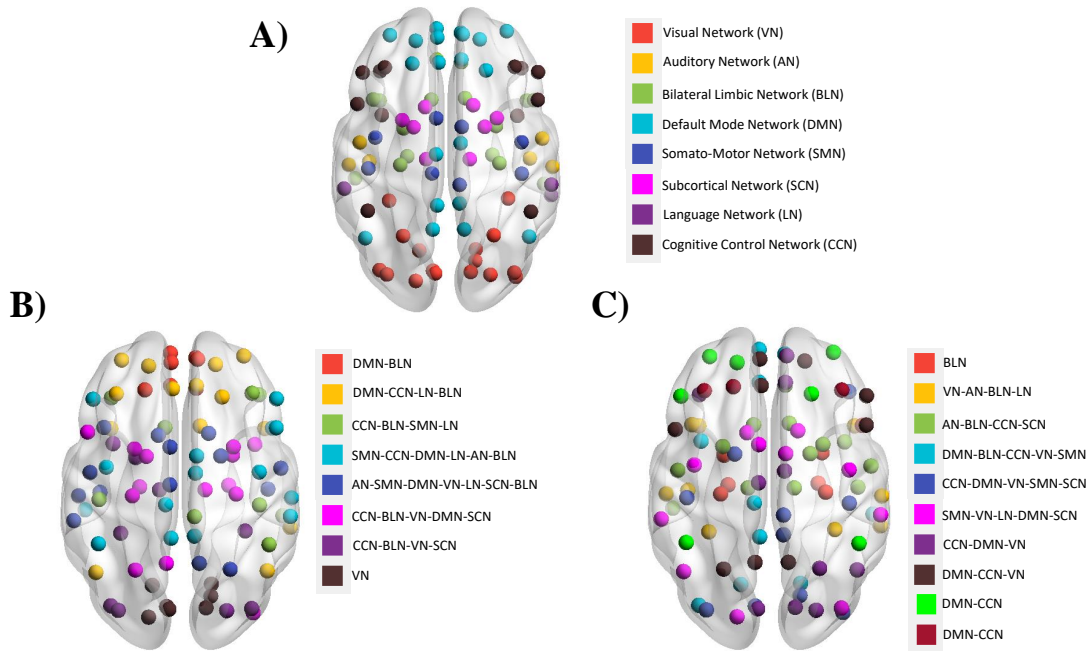 A)
Visual Network (VN)
Auditory Network (AN)
Bilateral Limbic Network (BLN)
Default Mode Network (DMN)
Somato-Motor Network (SMN)
Subcortical Network (SCN)
Language Network (LN)
Cognitive Control Network (CCN)
B)
DMN-BLN
DMN-CCN-LN-BLN
CCN-BLN-SMN-LN
SMN-CCN-DMN-LN-AN-BLN
AN-SMN-DMN-VN-LN-SCN-BLN
CCN-BLN-VN-DMN-SCN
CCN-BLN-VN-SCN
VN
C)
BLN
VN-AN-BLN-LN
AN-BLN-CCN-SCN
DMN-BLN-CCN-VN-SMN
CCN-DMN-VN-SMN-SCN
SMN-VN-LN-DMN-SCN
CCN-DMN-VN
DMN-CCN-VN
DMN-CCN
DMN-CCN